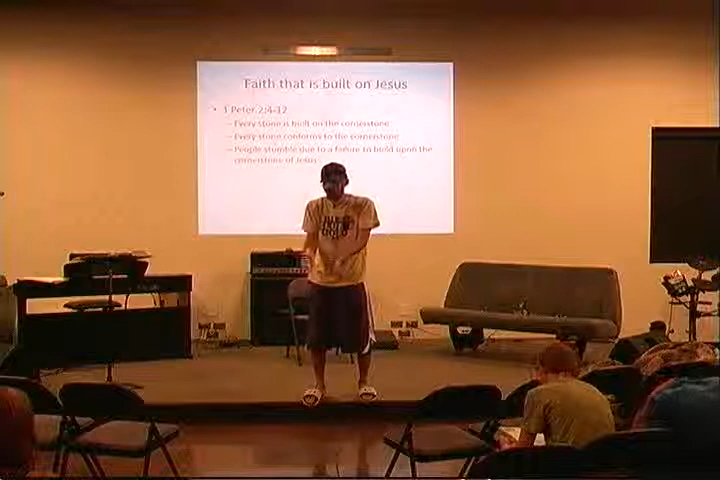 Faith that is built on Jesus
• 1 Peter 2:4-12
– Every stone is built on the cornerstone
– Every stone conforms to the cornerstone
– People stumble due to a failure to build upon the
cornerstone of Jesus